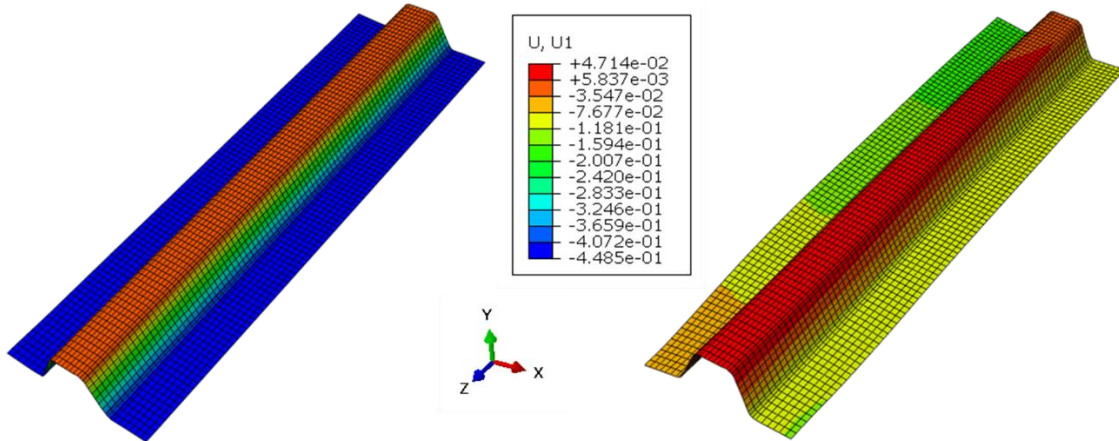 U, U1
+4.714e-02
+5.837e-03
-3.547e-02
-7.677e-02
-1.181e-01
-1.594e-01
-2.007e-01
-2.420e-01
-2.833e-01
-3.246e-01
-3.659e-01
-4.072e-01
-4.485e-01
Y
Z
X